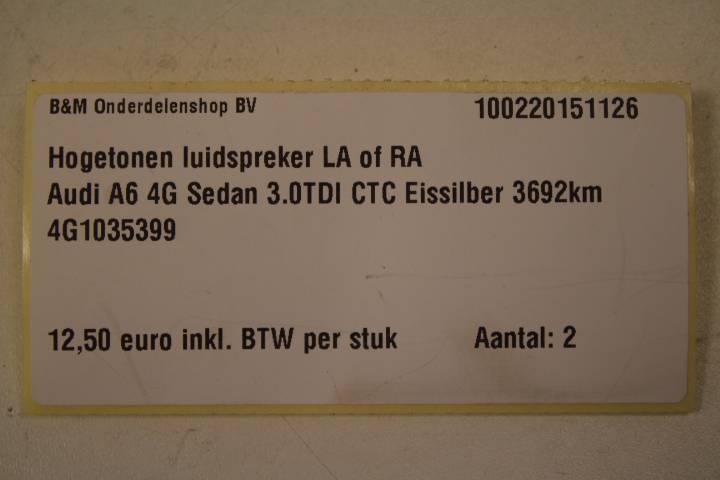 B&M Onderdelenshop BV 100220151126
Hogetonen luidspreker LA of RA
Audi A6 4G Sedan 3.0TDI CTC Eissilber 3692km
4G1035399
12,50 euro inkl. BTW per stuk Aantal: 2